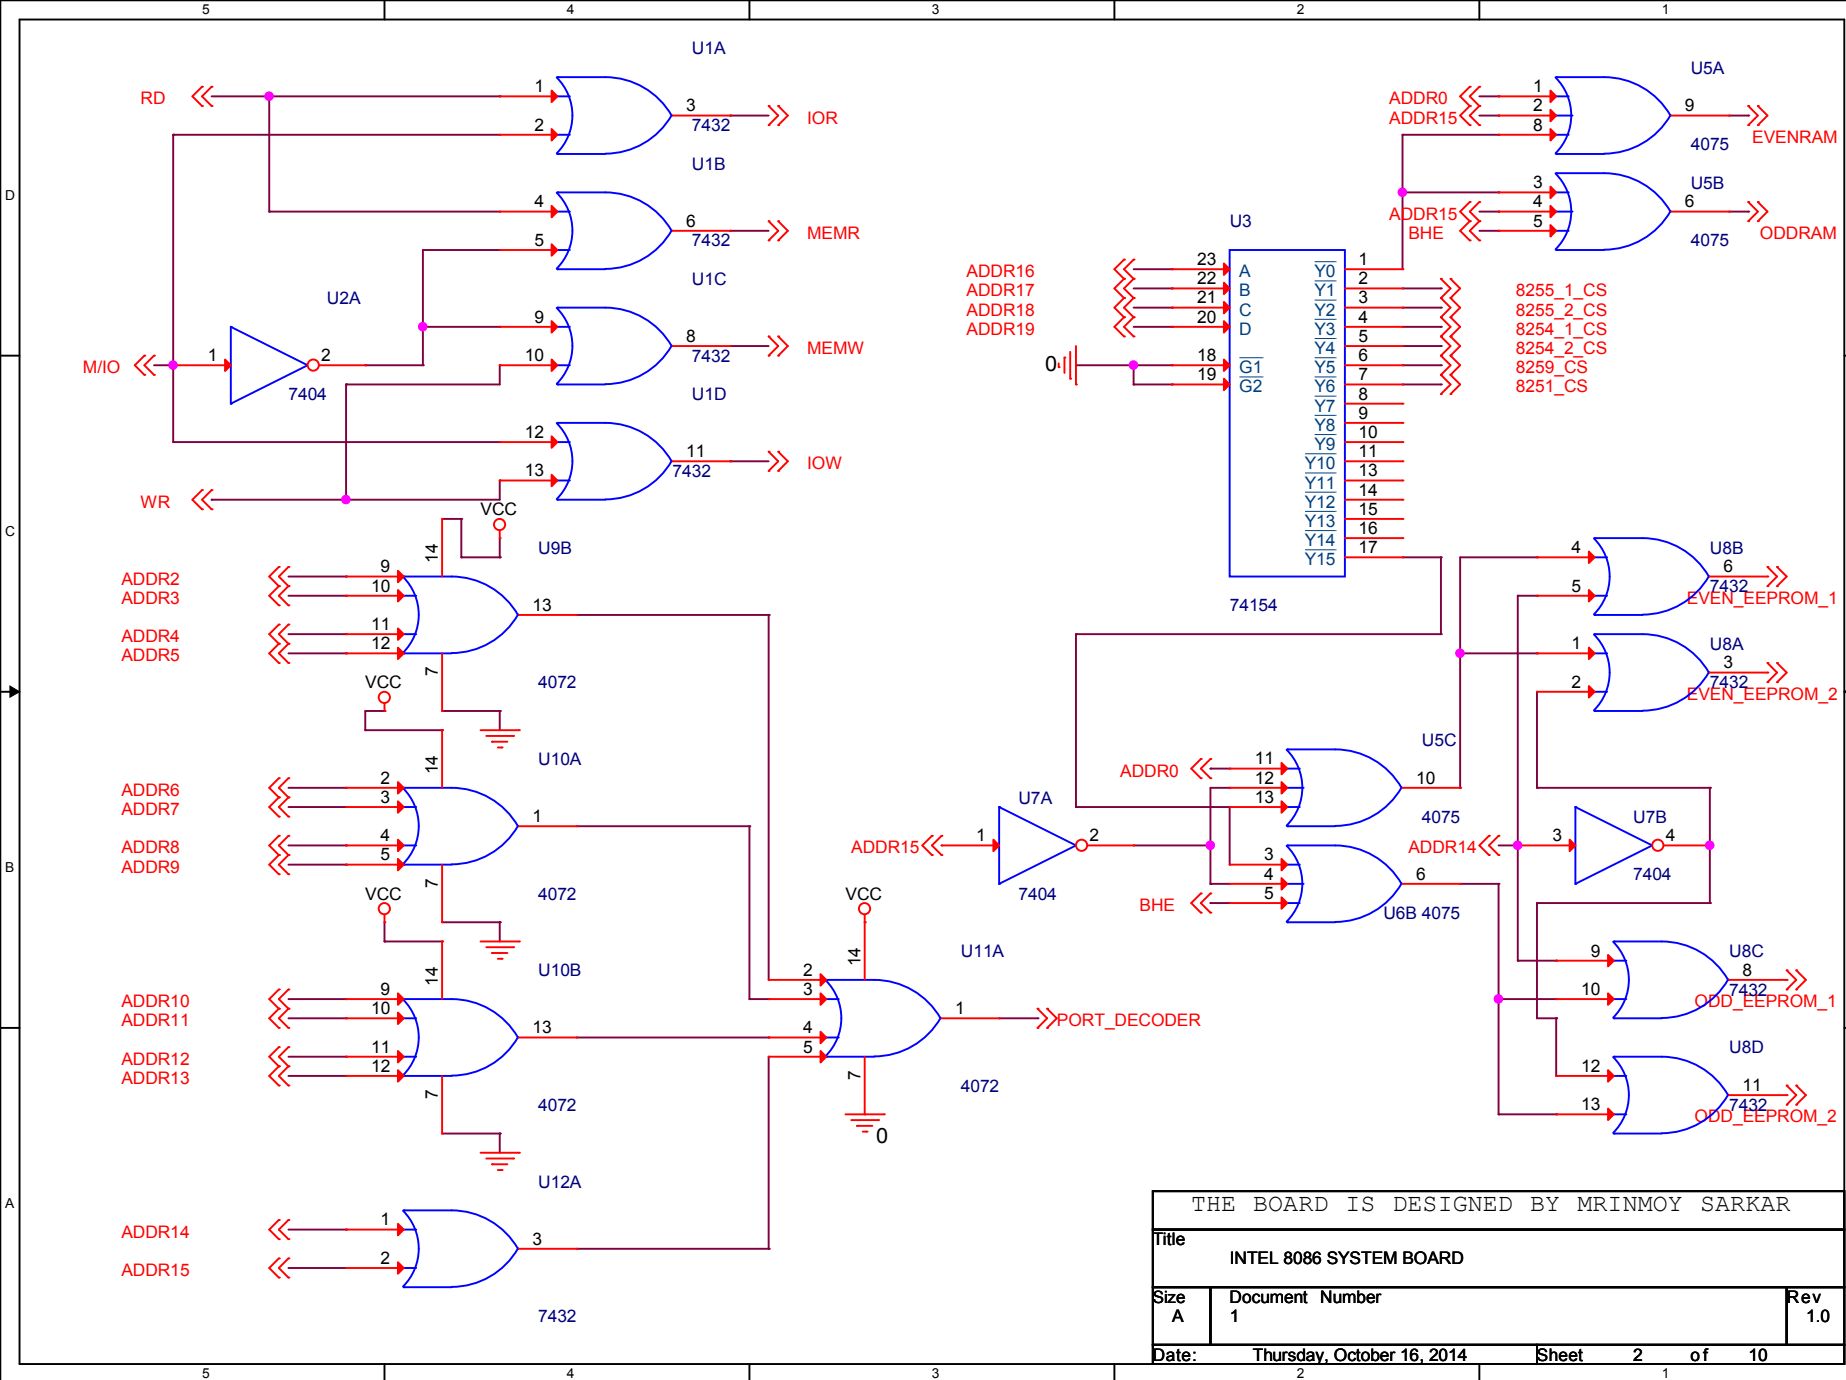 5 4 3 2 1
D
C
B
A
U1A
RD
1
2
3
7432
IOR
U1B
4
5
6
7432
MEMR
U1C
U2A
9
10
8
7432
MEMW
M/IO
1
2
7404
U1D
12
13
11
7432
IOW
WR
VCC
14
U9B
ADDR2
ADDR3
ADDR4
ADDR5
9
10
11
12
13
7
4072
VCC
14
U10A
ADDR6
ADDR7
ADDR8
ADDR9
2
3
4
5
1
7
4072
VCC
14
U10B
ADDR10
ADDR11
ADDR12
ADDR13
9
10
11
12
13
7
4072
U12A
ADDR14
ADDR15
1
2
3
7432
VCC
14
U11A
2
3
4
5
1
PORT_DECODER
7
4072
0
U3
ADDR16 23 A
ADDR17 22 B
ADDR18 21 C
ADDR19 20 D
0
18 G1
19 G2
Y0 1
Y1 2 8255_1_CS
Y2 3 8255_2_CS
Y3 4 8254_1_CS
Y4 5 8254_2_CS
Y5 6 8259_CS
Y6 7 8251_CS
Y7 8
Y8 9
Y9 10
Y10 11
Y11 13
Y12 14
Y13 15
Y14 16
Y15 17
74154
U5A
ADDR0 1
ADDR15 2
8
9
4075
EVENRAM
U5B
3
ADDR15 4
BHE 5
6
4075
ODDRAM
U8B
4
5
6
7432
EVEN_EEPROM_1
U8A
1
2
3
7432
EVEN_EEPROM_2
U5C
ADDR0 11
12
13
10
4075
U7A
ADDR15 1
2
7404
3
4
BHE 5
6
U6B 4075
U7B
ADDR14 3
4
7404
U8C
9
10
8
7432
ODD_EEPROM_1
U8D
12
13
11
7432
ODD_EEPROM_2
THE BOARD IS DESIGNED BY MRINMOY SARKAR
Title
INTEL 8086 SYSTEM BOARD
Size Document Number Rev
A 1 1.0
Date: Thursday, October 16, 2014 Sheet 2 of 10
5 4 3 2 1